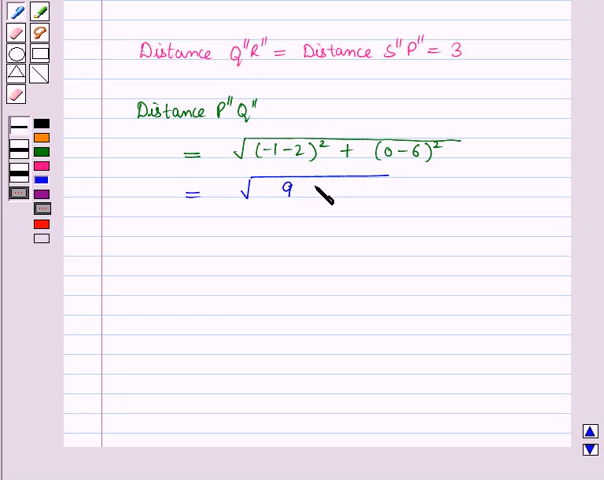 Distance Q"R" = Distance S"P" = 3
Distance P"Q"
= √(-1-2)² + (0-6)²
= √9